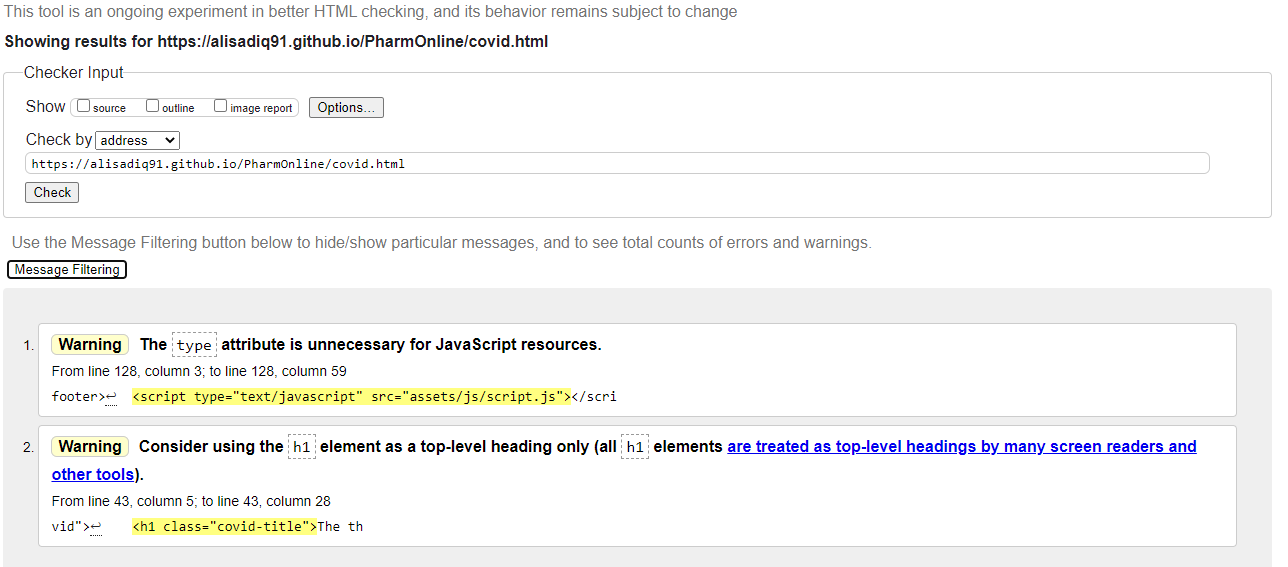 This tool is an ongoing experiment in better HTML checking, and its behavior remains subject to change
Showing results for https://alisadiq91.github.io/PharmOnline/covid.html
Checker Input
Show source outline image report Options...
Check by address
https://alisadiq91.github.io/PharmOnline/covid.html
Check
Use the Message Filtering button below to hide/show particular messages, and to see total counts of errors and warnings.
Message Filtering
1. Warning The type attribute is unnecessary for JavaScript resources.
From line 128, column 3; to line 128, column 59
footer>↩ <script type="text/javascript" src="assets/js/script.js"></scri
2. Warning Consider using the h1 element as a top-level heading only (all h1 elements are treated as top-level headings by many screen readers and
other tools).
From line 43, column 5; to line 43, column 28
vid">↩ <h1 class="covid-title">The th